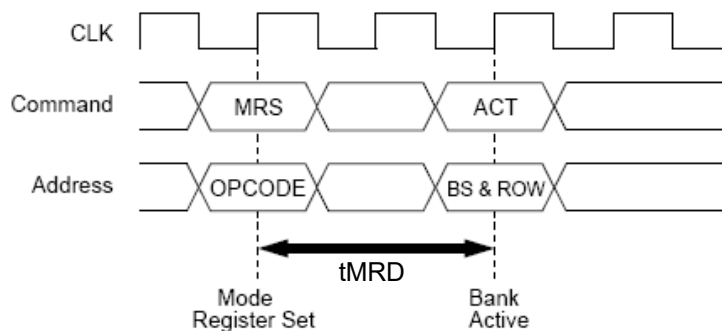 CLK
Command MRS ACT
Address OPCODE BS & ROW
tMRD
Mode Bank
Register Set Active